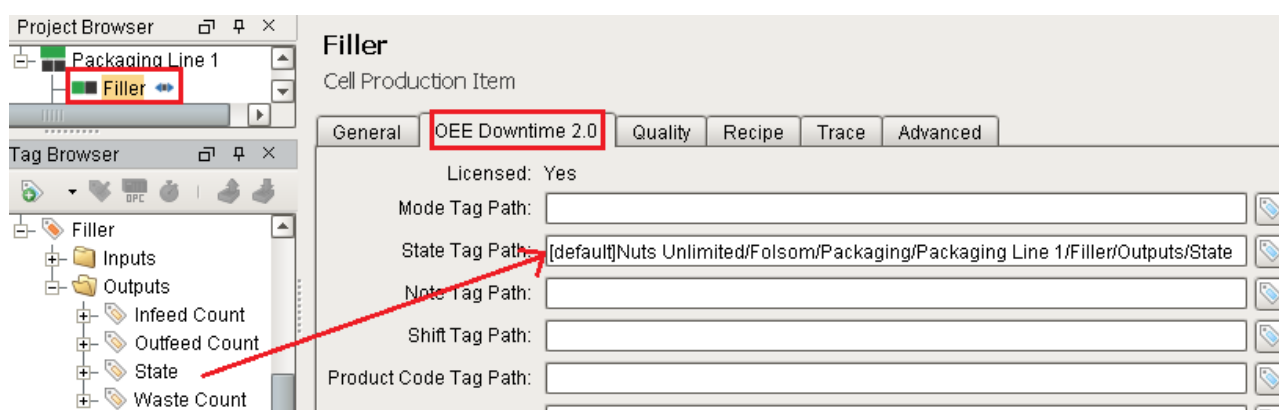 Project Browser
Packaging Line 1
Filler
Tag Browser
OPC
Filler
Inputs
Outputs
Infeed Count
Outfeed Count
State
Waste Count
Filler
Cell Production Item
General OEE Downtime 2.0 Quality Recipe Trace Advanced
Licensed: Yes
Mode Tag Path:
State Tag Path: [default]Nuts Unlimited/Folsom/Packaging/Packaging Line 1/Filler/Outputs/State
Note Tag Path:
Shift Tag Path:
Product Code Tag Path: